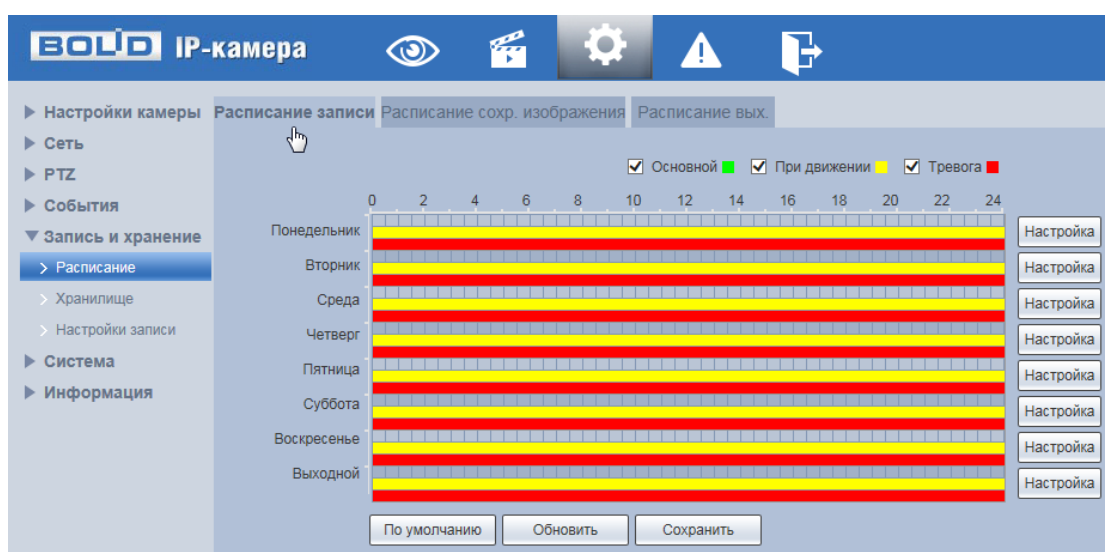 BOLID IP-камера
Настройки камеры
Сеть
PTZ
События
Запись и хранение
Расписание
Хранилище
Настройки записи
Система
Информация
Расписание записи Расписание сохр. изображения Расписание вых.
Основной При движении Тревога
0 2 4 6 8 10 12 14 16 18 20 22 24
Понедельник Настройка
Вторник Настройка
Среда Настройка
Четверг Настройка
Пятница Настройка
Суббота Настройка
Воскресенье Настройка
Выходной Настройка
По умолчанию Обновить Сохранить